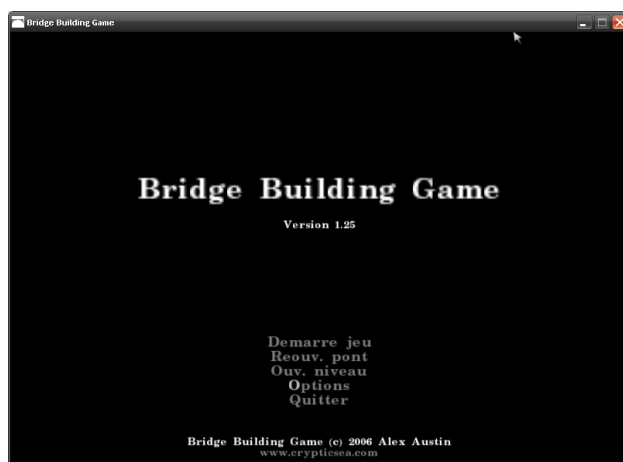 Bridge Building Game
Bridge Building Game
Version 1.25
Demarre jeu
Reouv. pont
Ouv. niveau
Options
Quitter
Bridge Building Game (c) 2006 Alex Austin
www.crypticsea.com